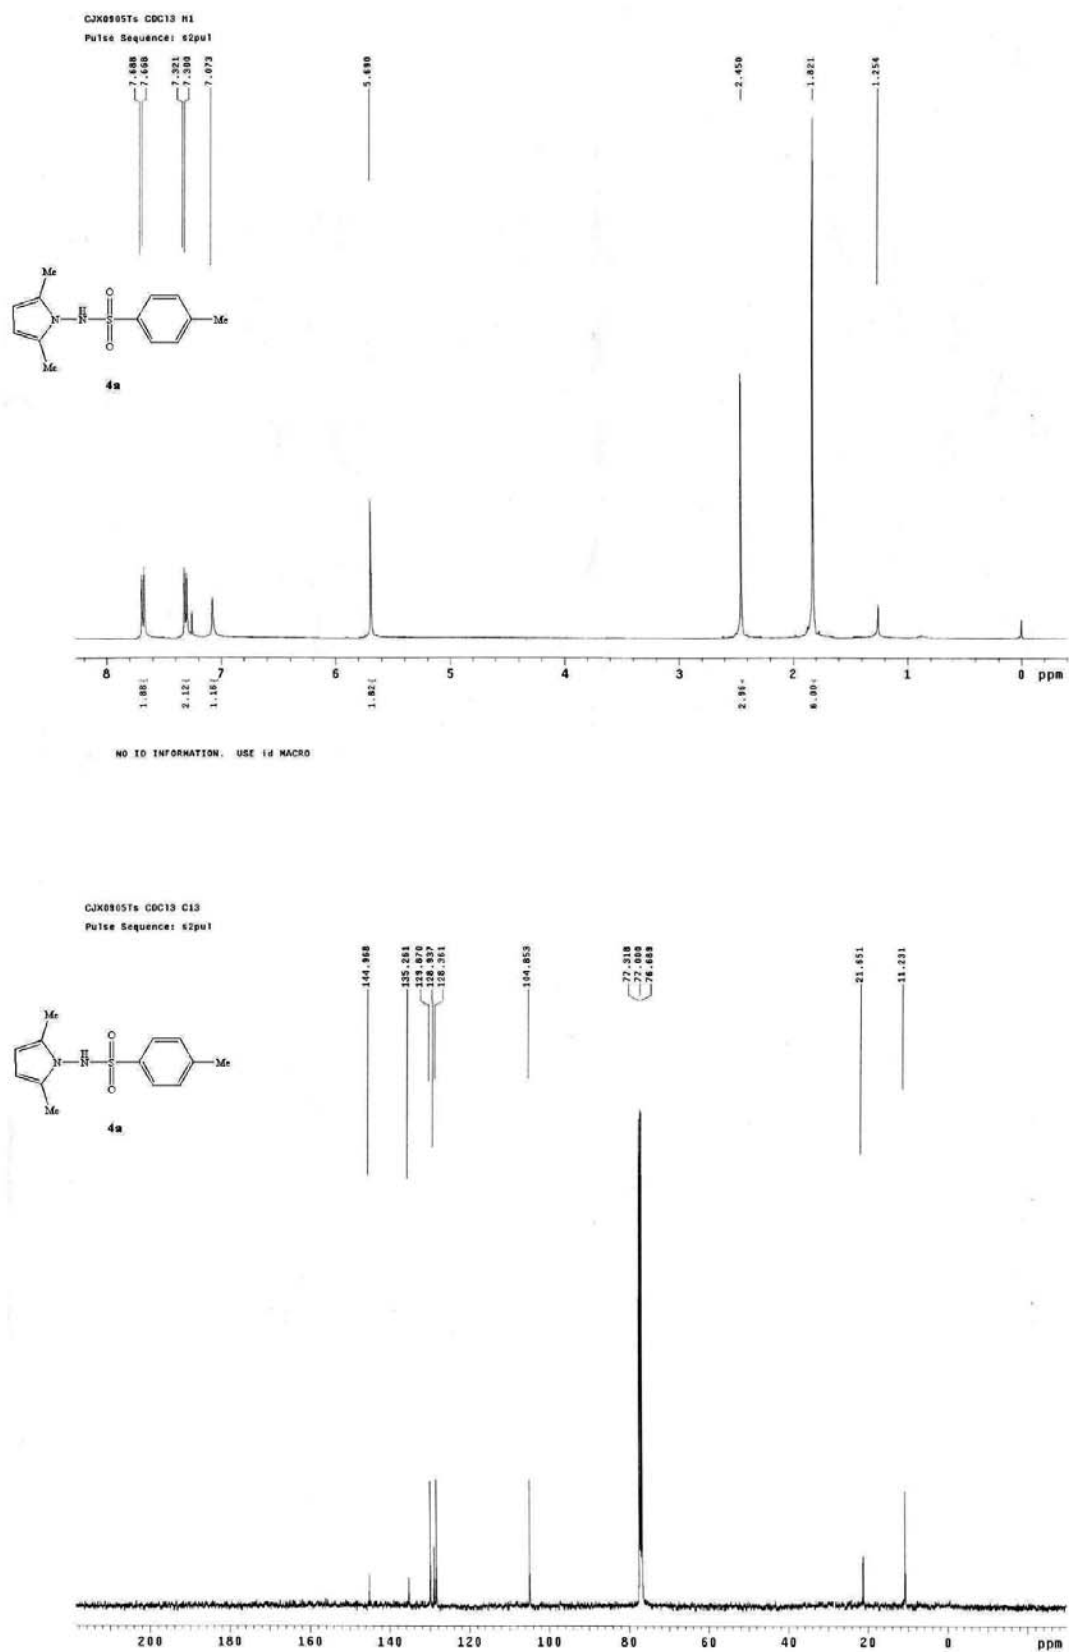 CJX0905Ts CDCl3 H1
Pulse Sequence: s2pul
7.688
7.668
7.321
7.300
7.073
5.690
2.450
1.821
1.254
Me
N
H
N
O
S
O
Me
Me
4a
8 7 6 5 4 3 2 1 0 ppm
1.88
2.12
1.16
1.82
2.96
6.00
NO ID INFORMATION. USE id MACRO
CJX0905Ts CDCl3 C13
Pulse Sequence: s2pul
144.968
135.261
129.870
128.937
128.361
104.853
77.318
77.000
76.689
21.651
11.231
Me
N
H
N
O
S
O
Me
Me
4a
200 180 160 140 120 100 80 60 40 20 0 ppm